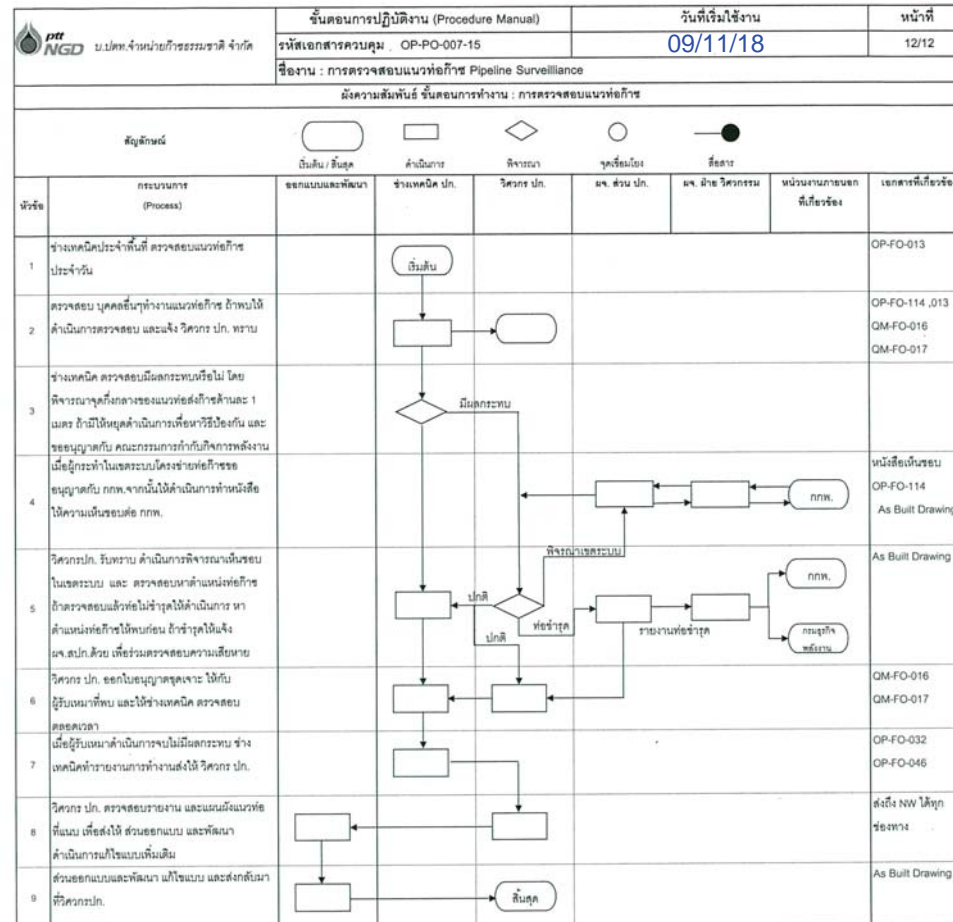 ptt
NGD บ.ปตท.จำหน่ายก๊าซธรรมชาติ จำกัด
ขั้นตอนการปฏิบัติงาน (Procedure Manual)
วันที่เริ่มใช้งาน
หน้าที่
รหัสเอกสารควบคุม OP-PO-007-15
09/11/18
12/12
ชื่องาน : การตรวจสอบแนวท่อก๊าซ Pipeline Surveilliance
ผังความสัมพันธ์ ขั้นตอนการทำงาน : การตรวจสอบแนวท่อก๊าซ
สัญลักษณ์
เริ่มต้น / สิ้นสุด
ดำเนินการ
พิจารณา
จุดเชื่อมโยง
สื่อสาร
หัวข้อ
กระบวนการ
(Process)
ออกแบบและพัฒนา
ช่างเทคนิค ปก.
วิศวกร ปก.
ผจ. ส่วน ปก.
ผจ. ฝ่าย วิศวกรรม
หน่วนงานภายนอก
ที่เกี่ยวข้อง
เอกสารที่เกี่ยวข้อ
1
ช่างเทคนิคประจำพื้นที่ ตรวจสอบแนวท่อก๊าซ
ประจำวัน
เริ่มต้น
OP-FO-013
2
ตรวจสอบ บุคคลอื่นๆทำงานแนวท่อก๊าซ ถ้าพบให้
ดำเนินการตรวจสอบ และแจ้ง วิศวกร ปก. ทราบ
OP-FO-114 ,013
QM-FO-016
QM-FO-017
3
ช่างเทคนิค ตรวจสอบมีผลกระทบหรือไม่ โดย
พิจารณาจุดกึ่งกลางของแนวท่อส่งก๊าซด้านละ 1
เมตร ถ้ามีให้หยุดดำเนินการเพื่อหาวิธีป้องกัน และ
ขออนุญาตกับ คณะกรรมการกำกับกิจการพลังงาน
มีผลกระทบ
4
เมื่อผู้กระทำในเขตระบบโครงข่ายท่อก๊าซขอ
อนุญาตกับ กกพ.จากนั้นให้ดำเนินการทำหนังสือ
ให้ความเห็นชอบต่อ กกพ.
กกพ.
หนังสือเห็นชอบ
OP-FO-114
As Built Drawing
พิจรณาเขตระบบ
5
วิศวกรปก. รับทราบ ดำเนินการพิจารณาเห็นชอบ
ในเขตระบบ และ ตรวจสอบหาตำแหน่งท่อก๊าซ
ถ้าตรวจสอบแล้วท่อไม่ชำรุดให้ดำเนินการ หา
ตำแหน่งท่อก๊าซให้พบก่อน ถ้าชำรุดให้แจ้ง
ผจ.สปก.ด้วย เพื่อร่วมตรวจสอบความเสียหาย
ปกติ
ท่อชำรุด
ปกติ
รายงานท่อชำรุด
กกพ.
กรมธุรกิจ
พลังงาน
As Built Drawing
6
วิศวกร ปก. ออกใบอนุญาตขุดเจาะ ให้กับ
ผู้รับเหมาที่พบ และให้ช่างเทคนิค ตรวจสอบ
ตลอดเวลา
QM-FO-016
QM-FO-017
7
เมื่อผู้รับเหมาดำเนินการจบไม่มีผลกระทบ ช่าง
เทคนิคทำรายงานการทำงานส่งให้ วิศวกร ปก.
OP-FO-032
OP-FO-046
8
วิศวกร ปก. ตรวจสอบรายงาน และแผนผังแนวท่อ
ที่แนบ เพื่อส่งให้ ส่วนออกแบบ และพัฒนา
ดำเนินการแก้ไขแบบเพิ่มเติม
ส่งถึง NW ได้ทุก
ช่องทาง
9
ส่วนออกแบบและพัฒนา แก้ไขแบบ และส่งกลับมา
ที่วิศวกรปก.
สิ้นสุด
As Built Drawing